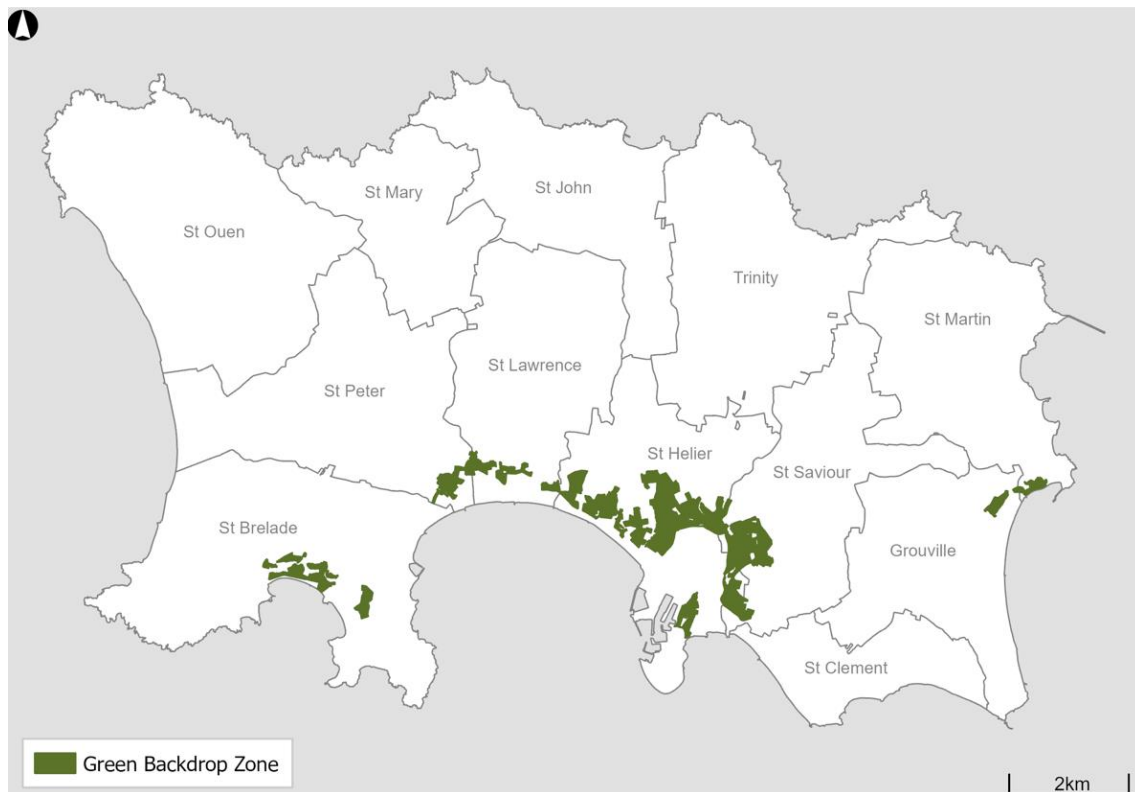 St Mary
St John
St Ouen
Trinity
St Martin
St Lawrence
St Peter
St Helier
St Saviour
St Brelade
Grouville
St Clement
Green Backdrop Zone
2km